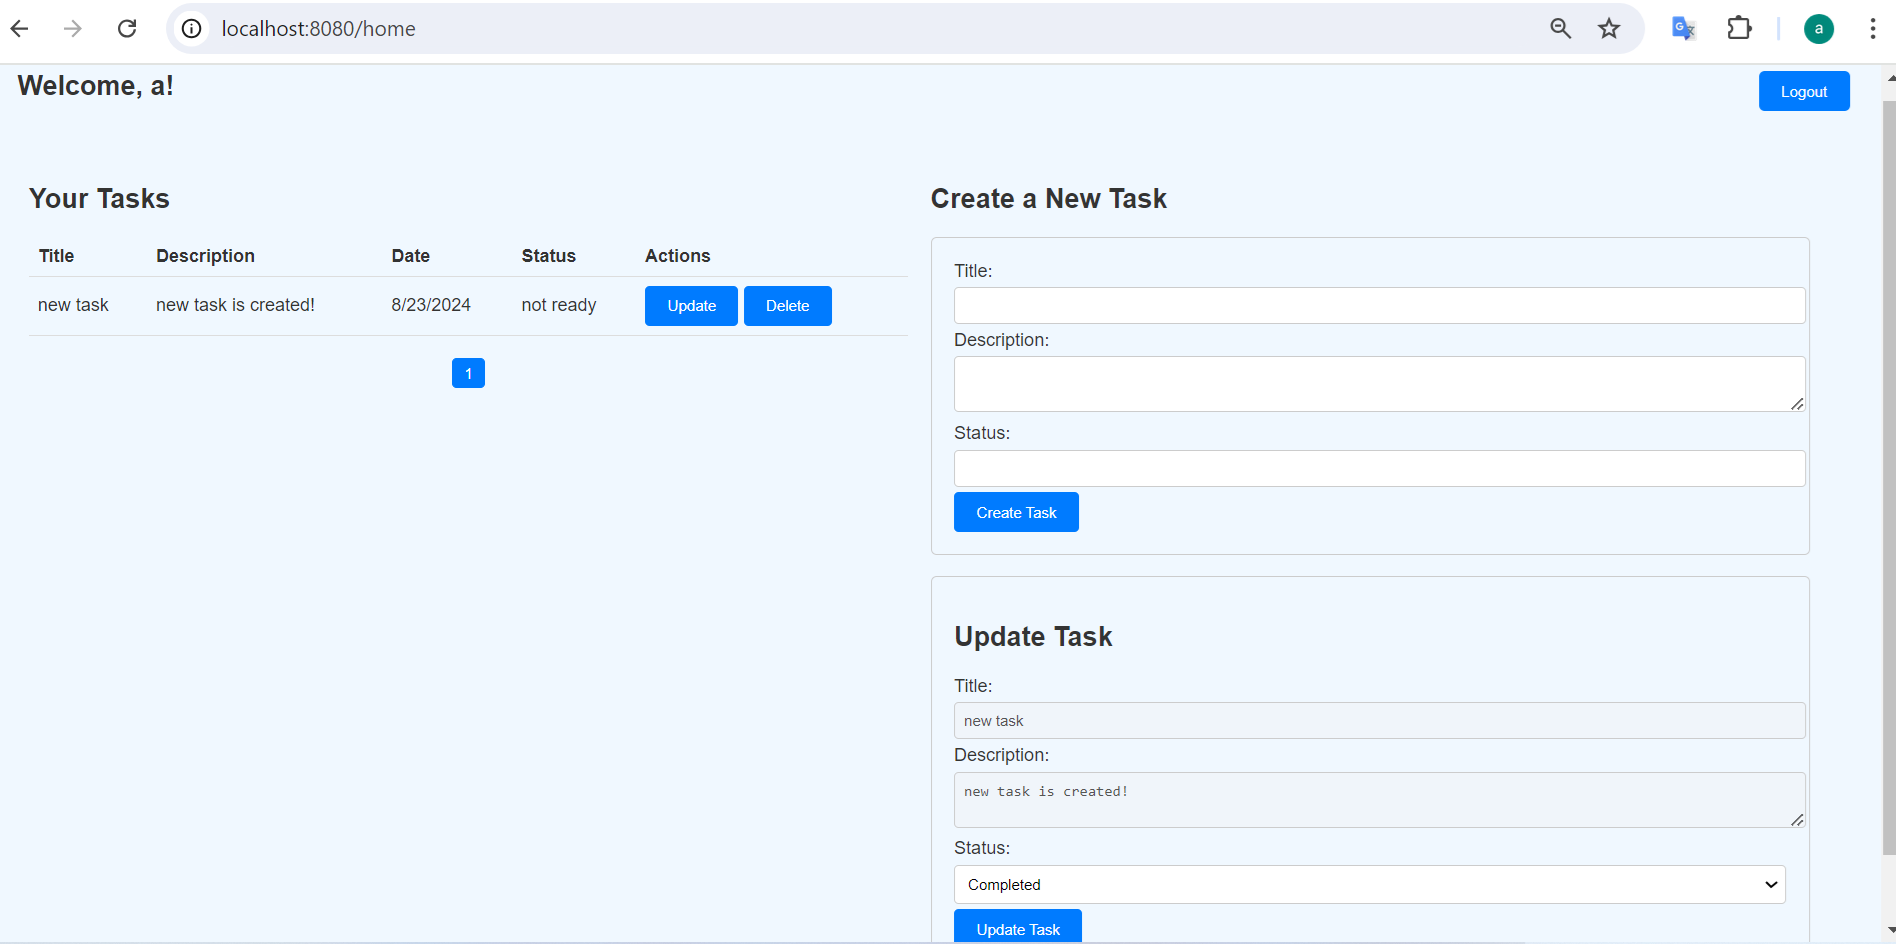 localhost:8080/home
a
Welcome, a!
Logout
Your Tasks
Title Description Date Status Actions
new task new task is created! 8/23/2024 not ready Update Delete
1
Create a New Task
Title:
Description:
Status:
Create Task
Update Task
Title:
new task
Description:
new task is created!
Status:
Completed
Update Task